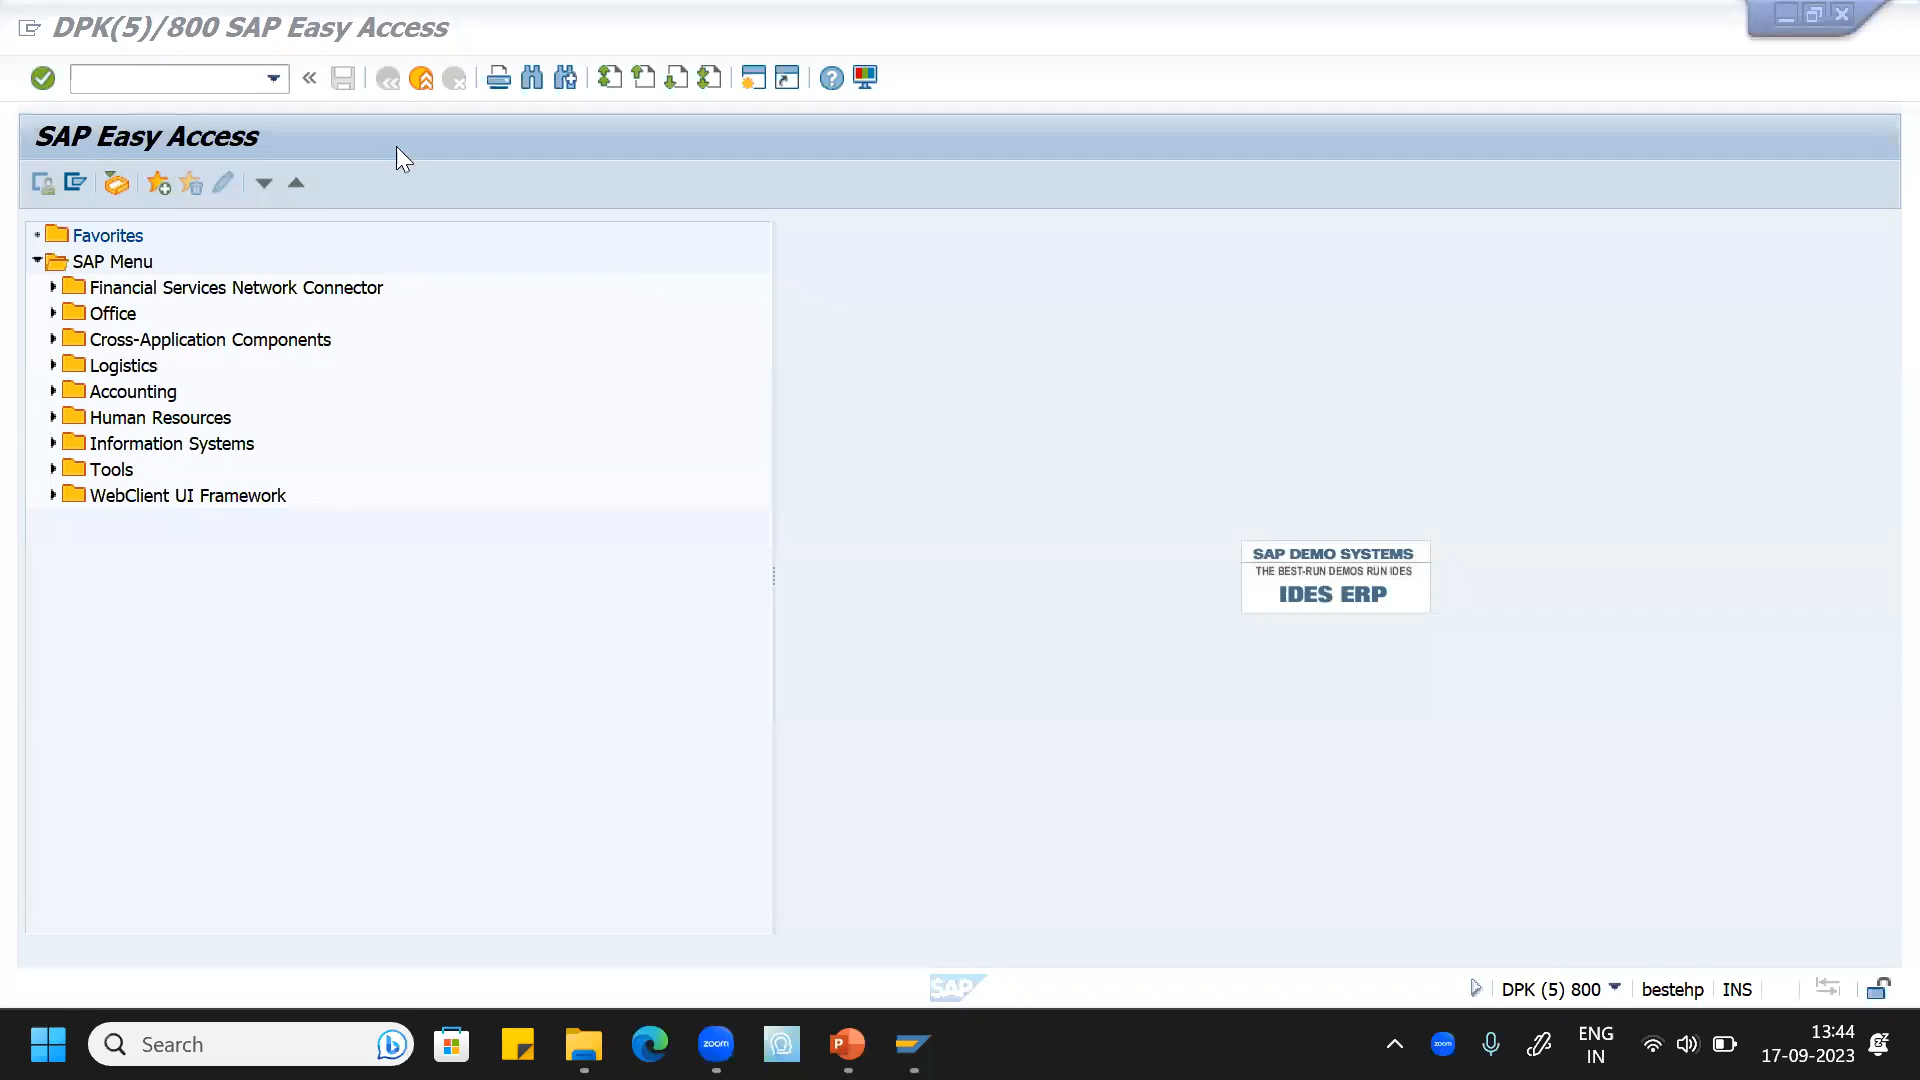 DPK(5)/800 SAP Easy Access
SAP Easy Access
Favorites
SAP Menu
Financial Services Network Connector
Office
Cross-Application Components
Logistics
Accounting
Human Resources
Information Systems
Tools
WebClient UI Framework
SAP DEMO SYSTEMS
THE BEST-RUN DEMOS RUN IDES
IDES ERP
SAP
DPK (5) 800
bestehp
INS
Search
zoom
P
zoom
ENG
IN
13:44
17-09-2023